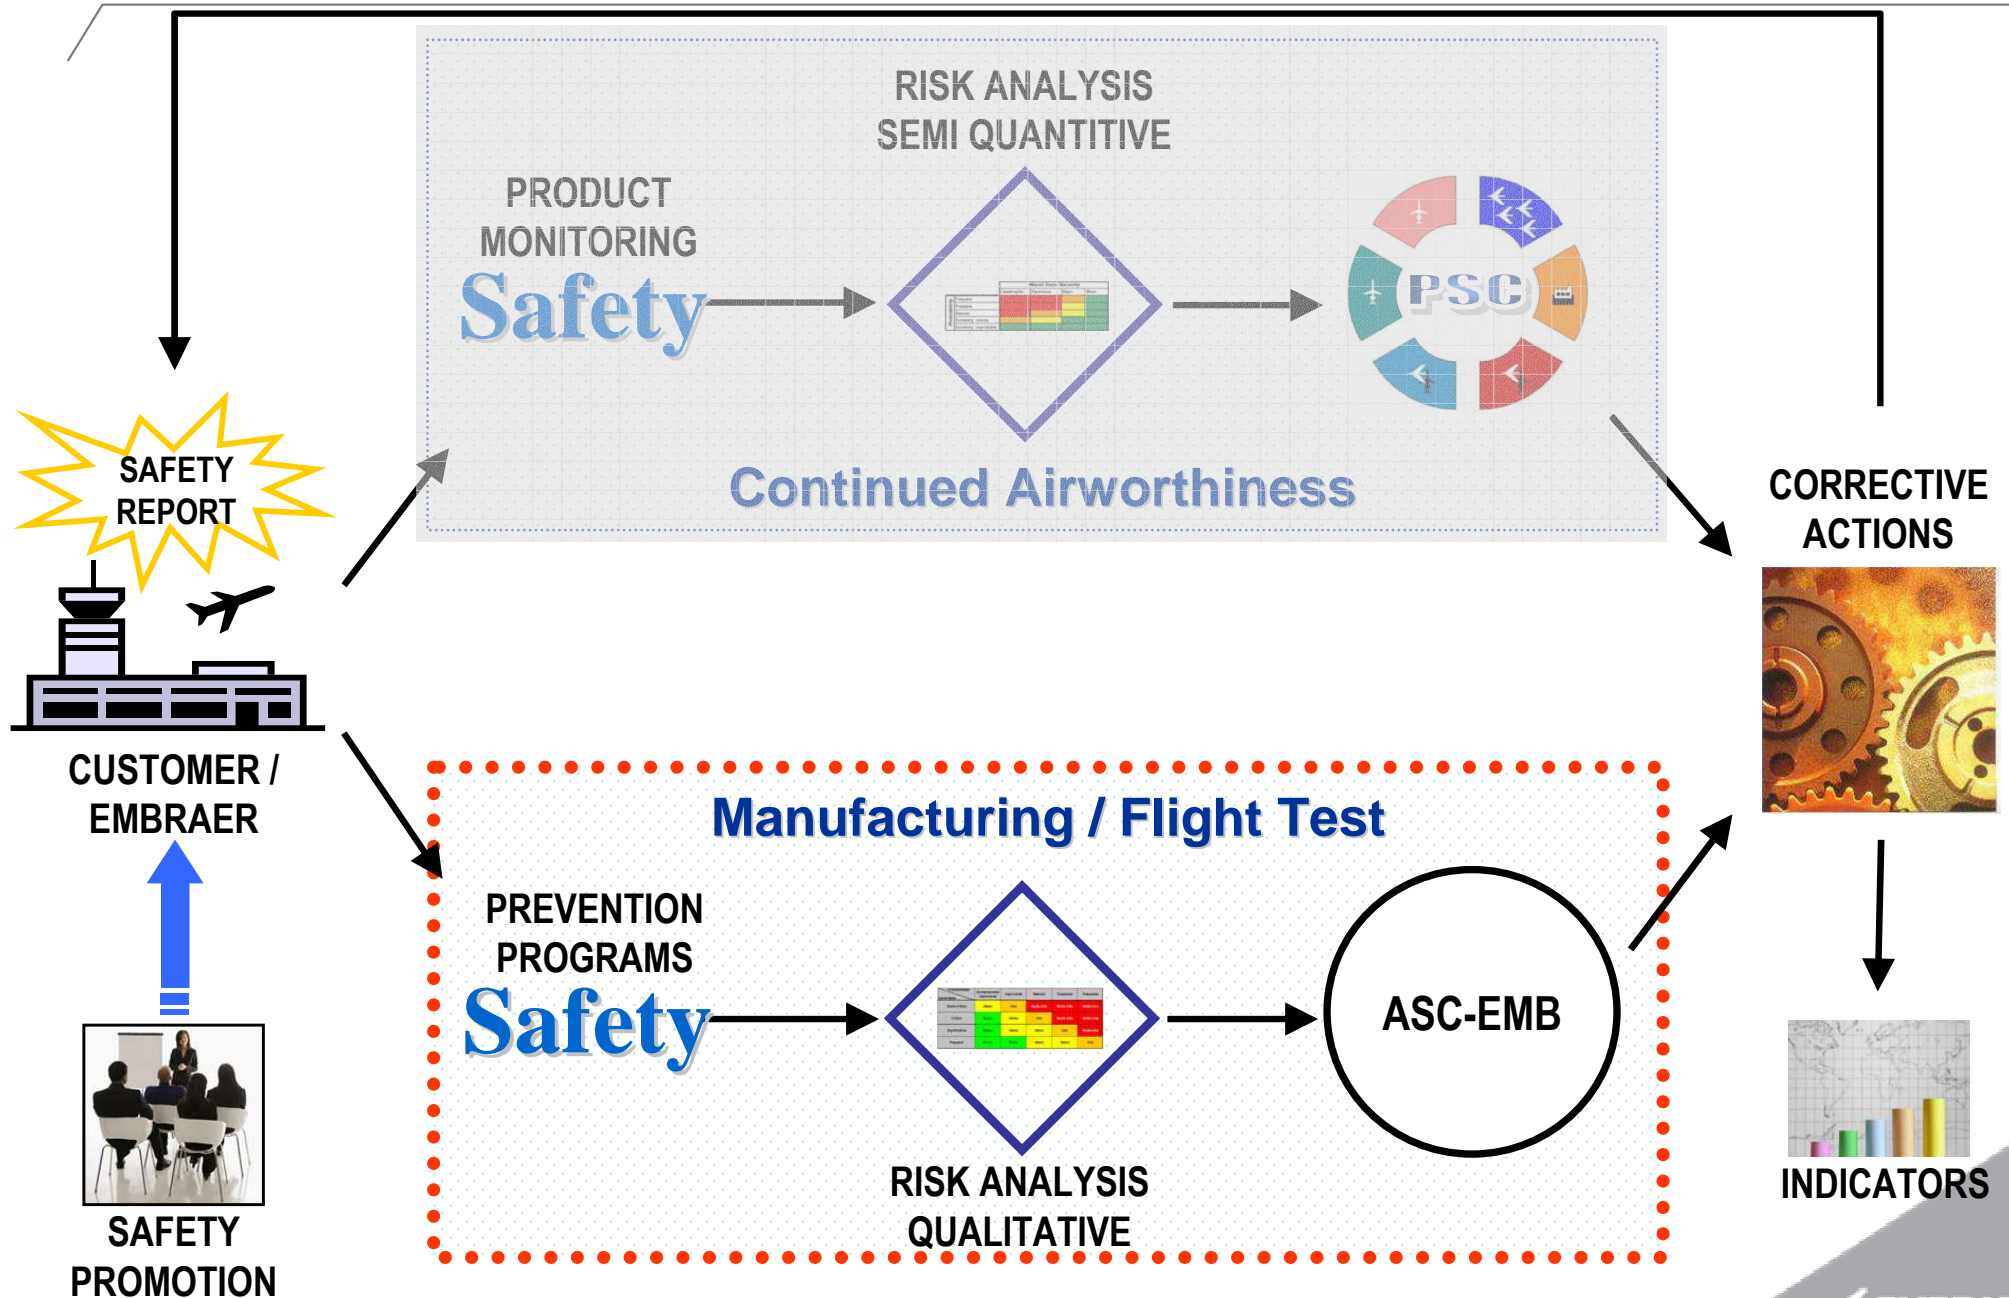 RISK ANALYSIS
SEMI QUANTITIVE
PRODUCT
MONITORING
Safety
PSC
Continued Airworthiness
SAFETY
REPORT
CORRECTIVE
ACTIONS
CUSTOMER /
EMBRAER
Manufacturing / Flight Test
PREVENTION
PROGRAMS
Safety
ASC-EMB
RISK ANALYSIS
QUALITATIVE
INDICATORS
SAFETY
PROMOTION